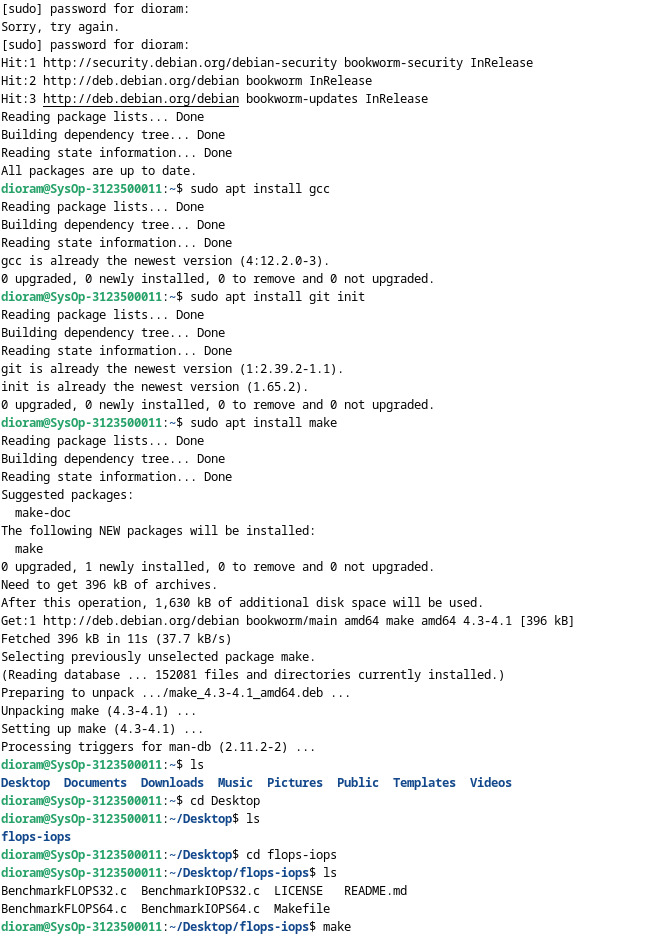 [sudo] password for dioram:
Sorry, try again.
[sudo] password for dioram:
Hit:1 http://security.debian.org/debian-security bookworm-security InRelease
Hit:2 http://deb.debian.org/debian bookworm InRelease
Hit:3 http://deb.debian.org/debian bookworm-updates InRelease
Reading package lists... Done
Building dependency tree... Done
Reading state information... Done
All packages are up to date.
dioram@SysOp-3123500011:~$ sudo apt install gcc
Reading package lists... Done
Building dependency tree... Done
Reading state information... Done
gcc is already the newest version (4:12.2.0-3).
0 upgraded, 0 newly installed, 0 to remove and 0 not upgraded.
dioram@SysOp-3123500011:~$ sudo apt install git init
Reading package lists... Done
Building dependency tree... Done
Reading state information... Done
git is already the newest version (1:2.39.2-1.1).
init is already the newest version (1.65.2).
0 upgraded, 0 newly installed, 0 to remove and 0 not upgraded.
dioram@SysOp-3123500011:~$ sudo apt install make
Reading package lists... Done
Building dependency tree... Done
Reading state information... Done
Suggested packages:
  make-doc
The following NEW packages will be installed:
  make
0 upgraded, 1 newly installed, 0 to remove and 0 not upgraded.
Need to get 396 kB of archives.
After this operation, 1,630 kB of additional disk space will be used.
Get:1 http://deb.debian.org/debian bookworm/main amd64 make amd64 4.3-4.1 [396 kB]
Fetched 396 kB in 11s (37.7 kB/s)
Selecting previously unselected package make.
(Reading database ... 152081 files and directories currently installed.)
Preparing to unpack .../make_4.3-4.1_amd64.deb ...
Unpacking make (4.3-4.1) ...
Setting up make (4.3-4.1) ...
Processing triggers for man-db (2.11.2-2) ...
dioram@SysOp-3123500011:~$ ls
Desktop  Documents  Downloads  Music  Pictures  Public  Templates  Videos
dioram@SysOp-3123500011:~$ cd Desktop
dioram@SysOp-3123500011:~/Desktop$ ls
flops-iops
dioram@SysOp-3123500011:~/Desktop$ cd flops-iops
dioram@SysOp-3123500011:~/Desktop/flops-iops$ ls
BenchmarkFLOPS32.c  BenchmarkIOPS32.c  LICENSE   README.md
BenchmarkFLOPS64.c  BenchmarkIOPS64.c  Makefile
dioram@SysOp-3123500011:~/Desktop/flops-iops$ make